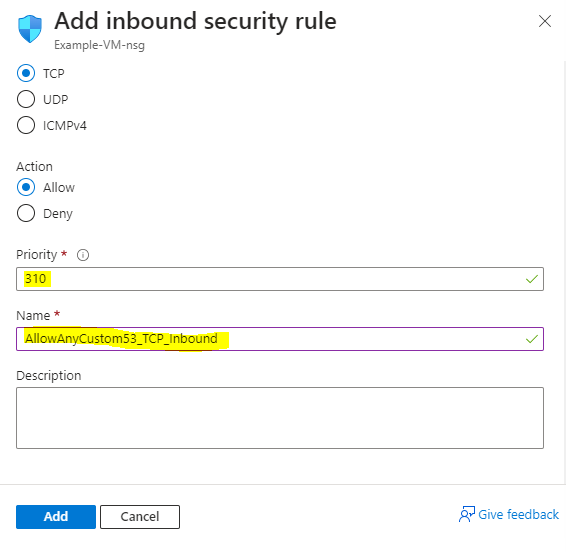 Add inbound security rule
Example-VM-nsg
TCP
UDP
ICMPv4
Action
Allow
Deny
Priority *
310
Name *
AllowAnyCustom53_TCP_Inbound
Description
Add
Cancel
Give feedback